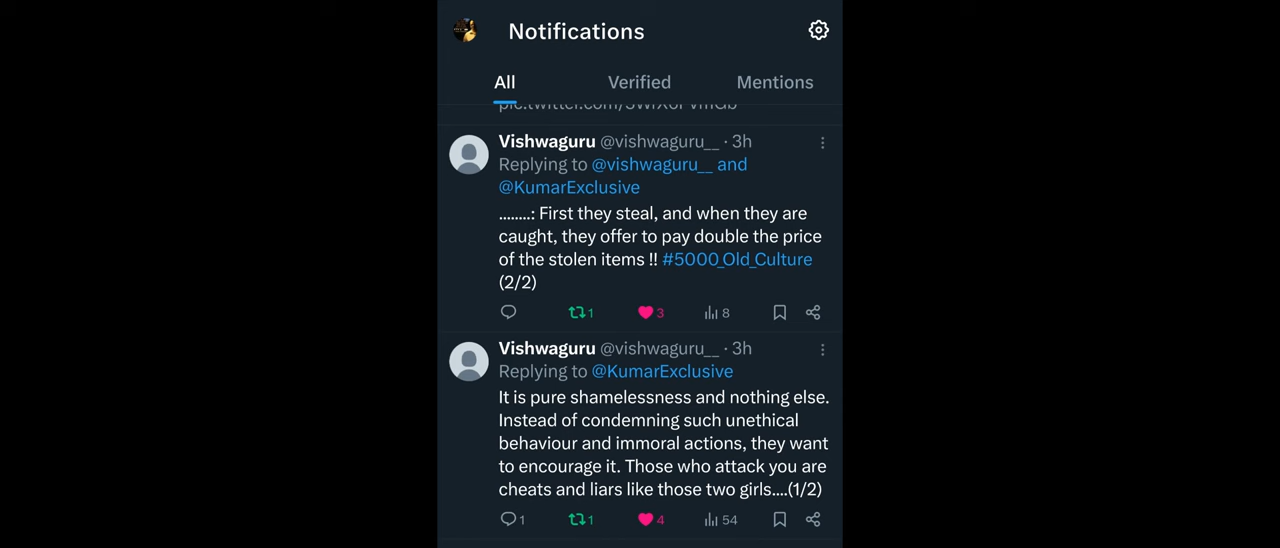 Notifications
All Verified Mentions
Vishwaguru @vishwaguru__ · 3h
Replying to @vishwaguru__ and
@KumarExclusive
........: First they steal, and when they are
caught, they offer to pay double the price
of the stolen items !! #5000_Old_Culture
(2/2)
1 3 8
Vishwaguru @vishwaguru__ · 3h
Replying to @KumarExclusive
It is pure shamelessness and nothing else.
Instead of condemning such unethical
behaviour and immoral actions, they want
to encourage it. Those who attack you are
cheats and liars like those two girls....(1/2)
1 1 4 54